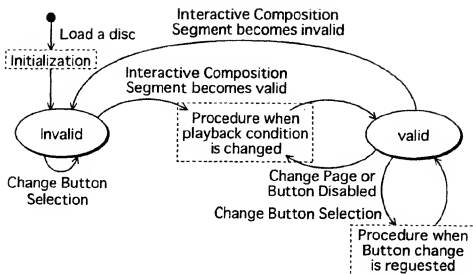 Interactive Composition
Segment becomes invalid
Load a disc
Initialization
Interactive Composition
Segment becomes valid
Invalid
Procedure when
playback condition
is changed
valid
Change Button
Selection
Change Page or
Button Disabled
Change Button Selection
Procedure when
Button change
is reguested